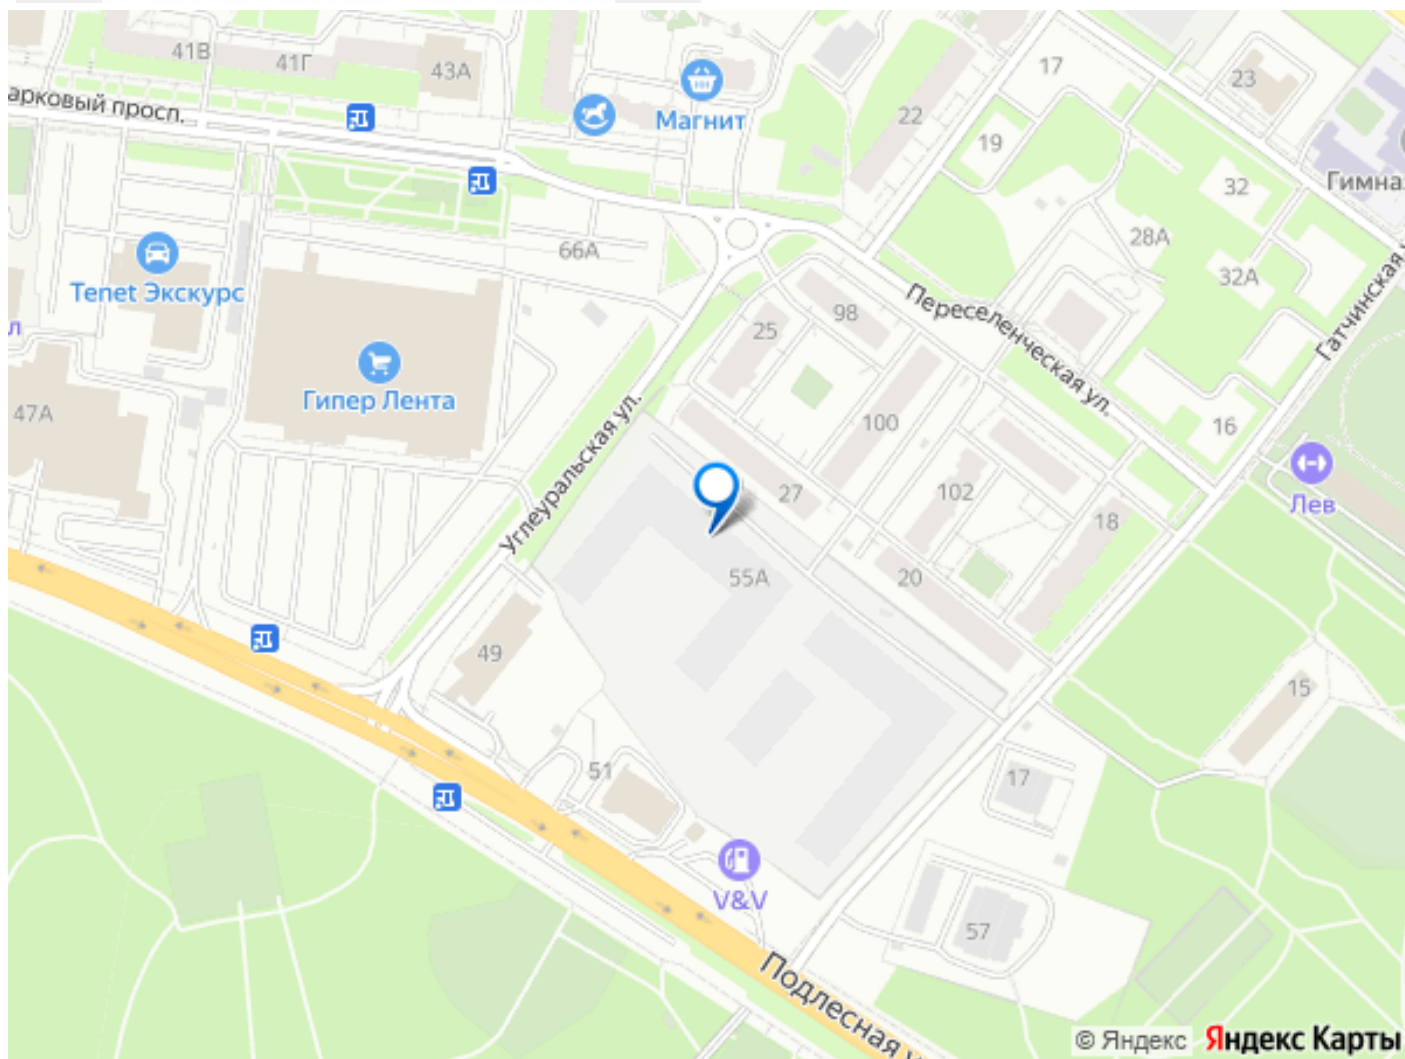 41В
41Г
43А
17
23
арковый просп.
Магнит
22
19
Гимна
32
66А
28А
32А
Tenet Экскурс
Гатчинская
98
Переселенческая ул.
25
л
Гипер Лента
47А
100
16
Углеуральская ул.
27
102
18
Лев
55А
20
49
15
51
17
V&V
57
Подлесная у
© Яндекс Яндекс Карты